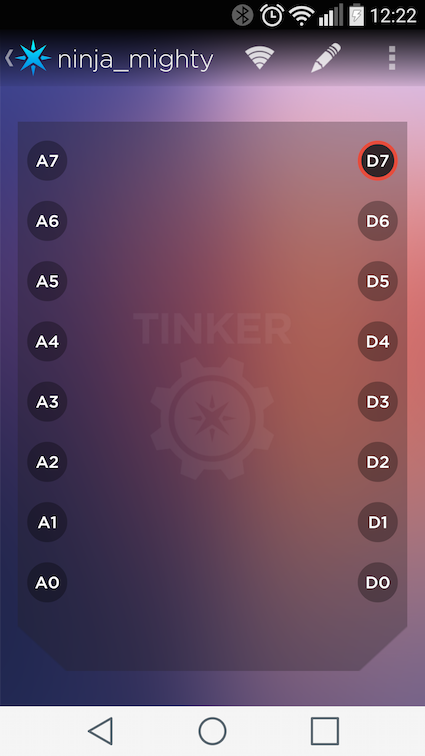 12:22
ninja_mighty
A7 D7
A6 D6
A5 D5
TINKER
A4 D4
A3 D3
A2 D2
A1 D1
A0 D0